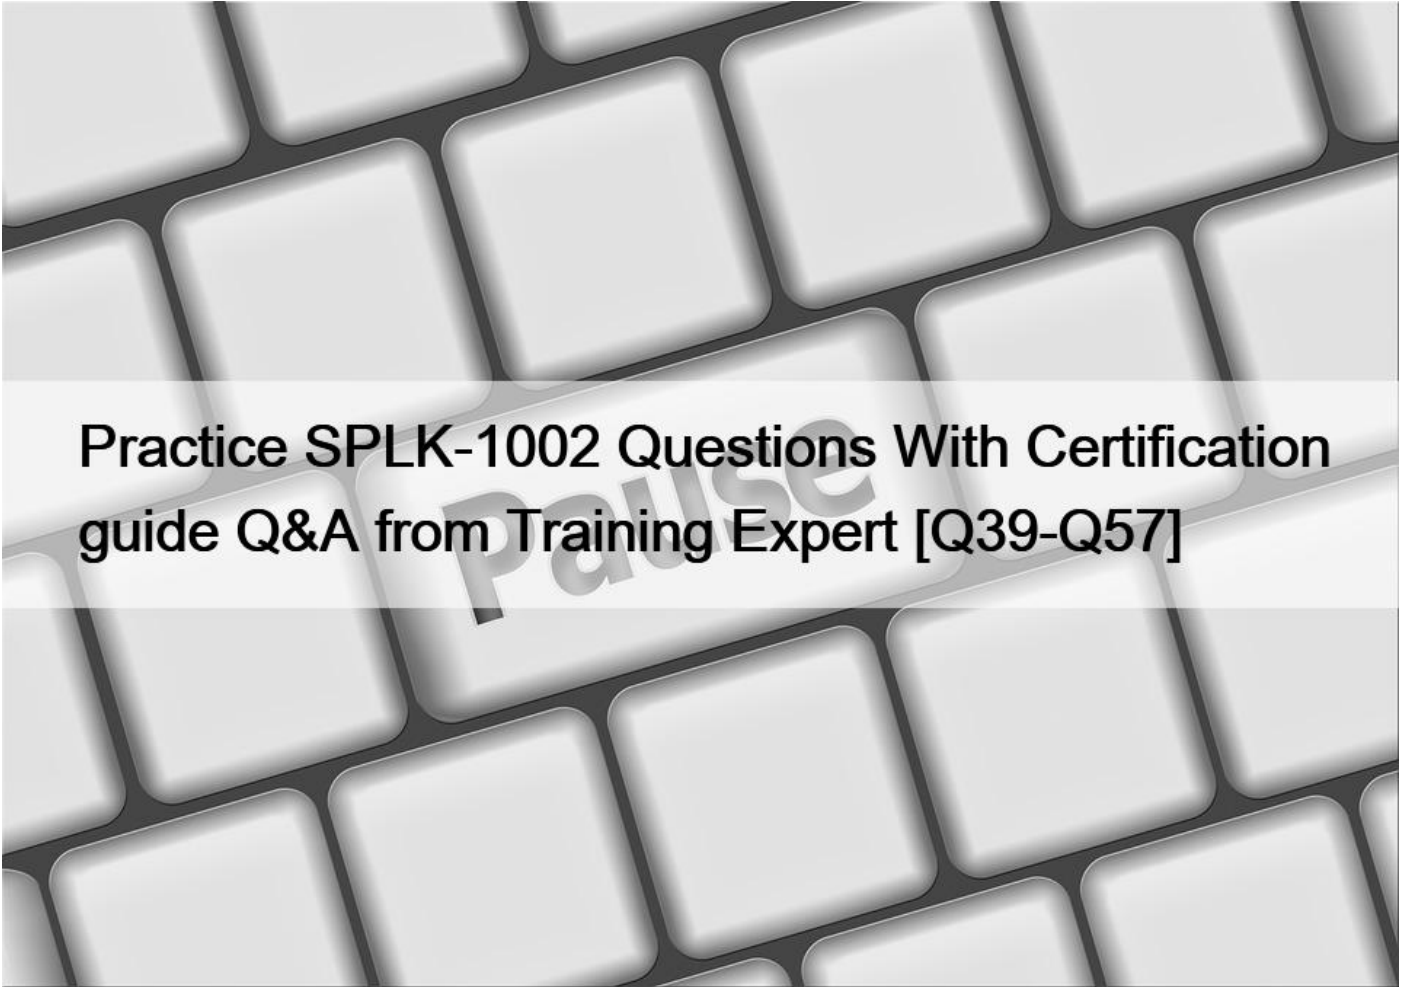 Practice SPLK-1002 Questions With Certification
guide Q&A from Training Expert [Q39-Q57]
Pause